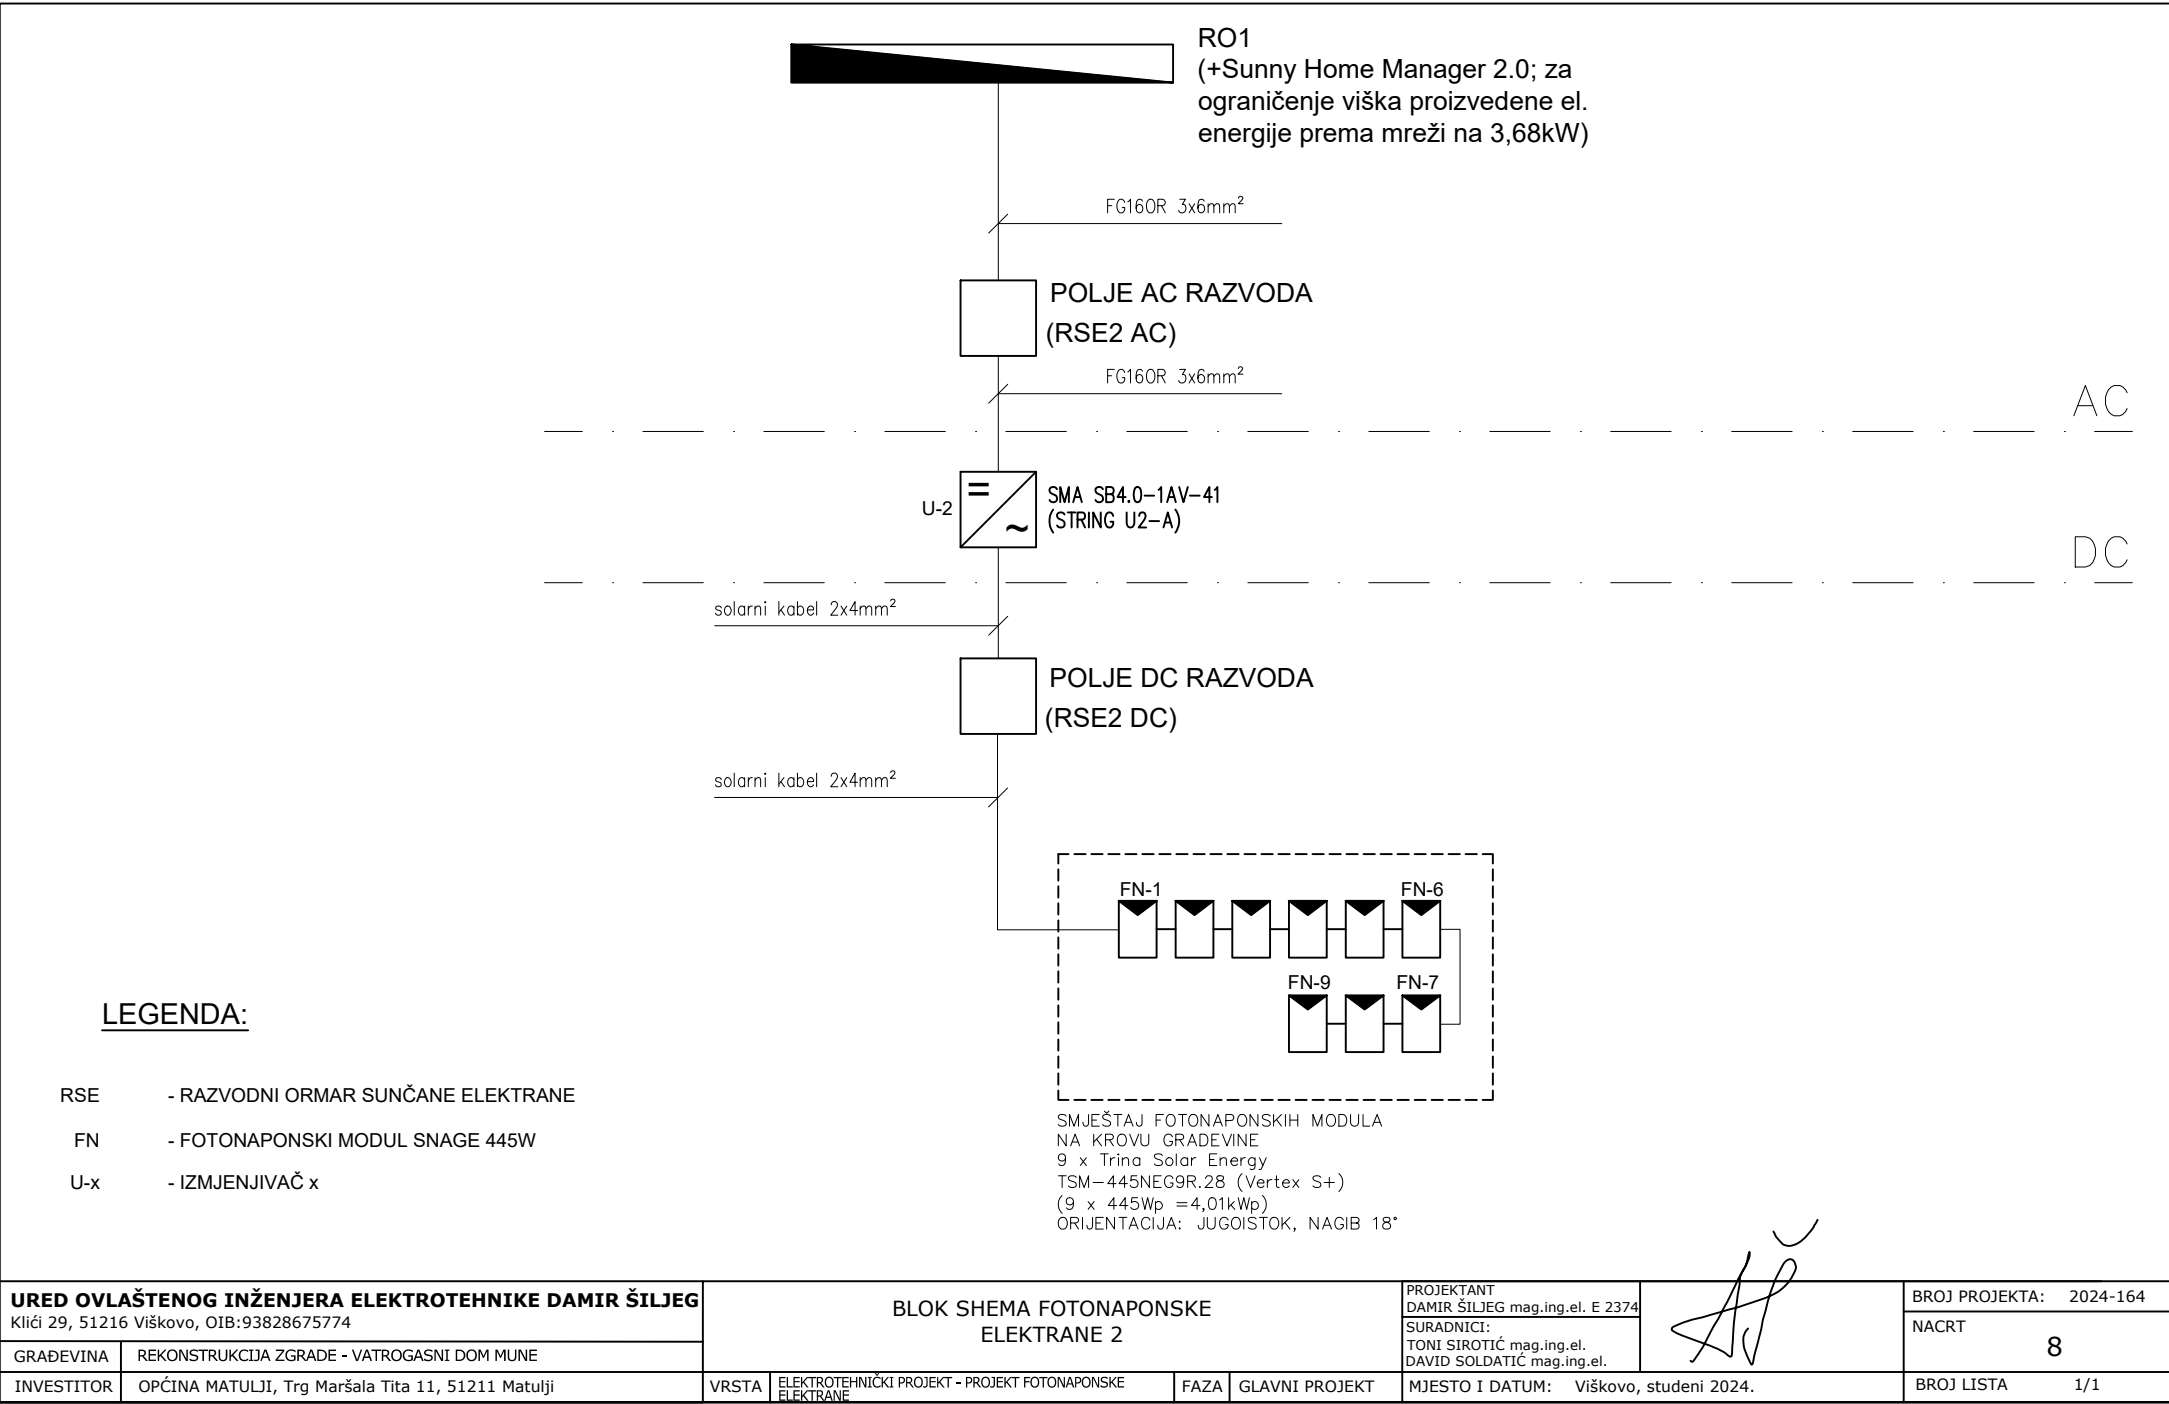 RO1
(+Sunny Home Manager 2.0; za
ograničenje viška proizvedene el.
energije prema mreži na 3,68kW)
FG16OR 3x6mm²
POLJE AC RAZVODA
(RSE2 AC)
FG16OR 3x6mm²
AC
U-2
SMA SB4.0-1AV-41
(STRING U2-A)
DC
solarni kabel 2x4mm²
POLJE DC RAZVODA
(RSE2 DC)
solarni kabel 2x4mm²
FN-1
FN-6
FN-9
FN-7
LEGENDA:
RSE - RAZVODNI ORMAR SUNČANE ELEKTRANE
FN - FOTONAPONSKI MODUL SNAGE 445W
U-x - IZMJENJIVAČ x
SMJEŠTAJ FOTONAPONSKIH MODULA
NA KROVU GRAĐEVINE
9 x Trina Solar Energy
TSM-445NEG9R.28 (Vertex S+)
(9 x 445Wp =4,01kWp)
ORIJENTACIJA: JUGOISTOK, NAGIB 18°
URED OVLAŠTENOG INŽENJERA ELEKTROTEHNIKE DAMIR ŠILJEG
Klići 29, 51216 Viškovo, OIB:93828675774
GRAĐEVINA REKONSTRUKCIJA ZGRADE - VATROGASNI DOM MUNE
INVESTITOR OPĆINA MATULJI, Trg Maršala Tita 11, 51211 Matulji
BLOK SHEMA FOTONAPONSKE
ELEKTRANE 2
VRSTA ELEKTROTEHNIČKI PROJEKT - PROJEKT FOTONAPONSKE
ELEKTRANE
FAZA GLAVNI PROJEKT
PROJEKTANT
DAMIR ŠILJEG mag.ing.el. E 2374
SURADNICI:
TONI SIROTIĆ mag.ing.el.
DAVID SOLDATIĆ mag.ing.el.
MJESTO I DATUM: Viškovo, studeni 2024.
BROJ PROJEKTA: 2024-164
NACRT
8
BROJ LISTA 1/1